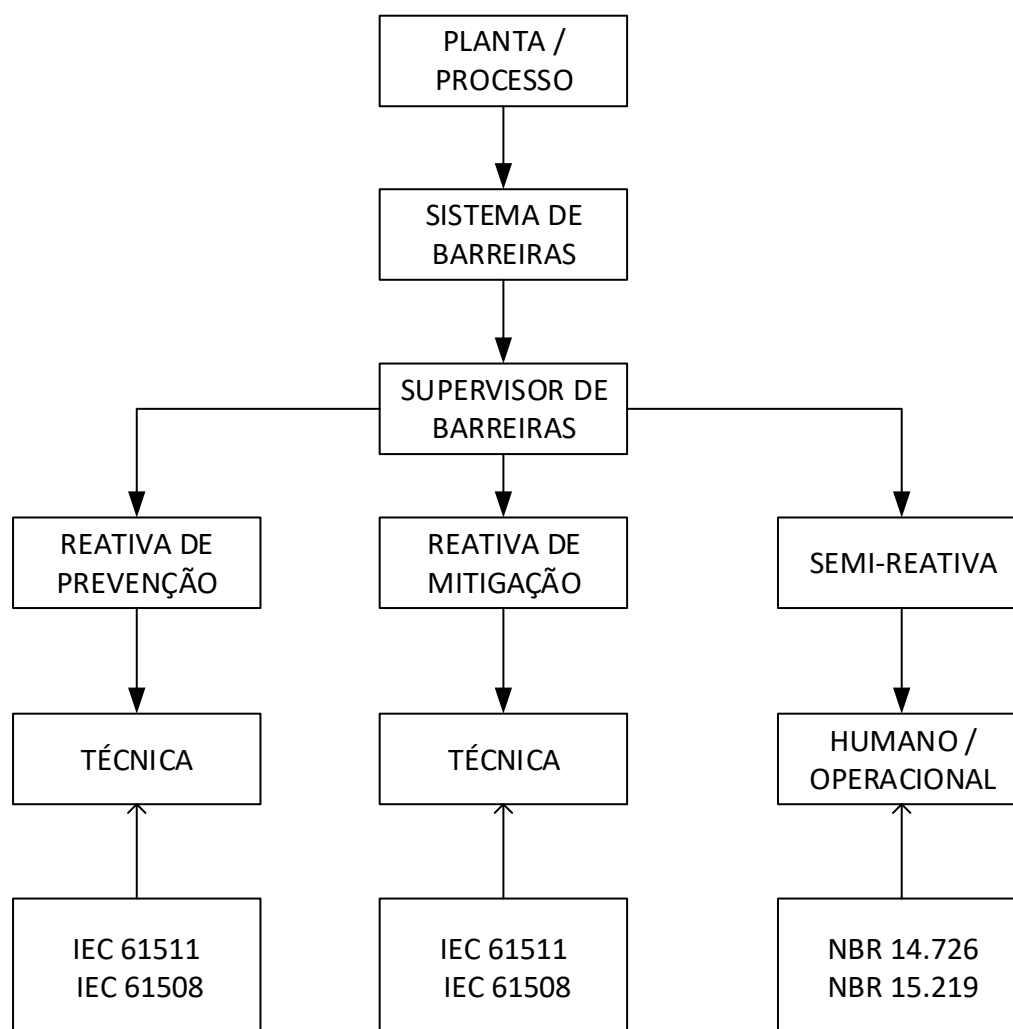 PLANTA /
PROCESSO
SISTEMA DE
BARREIRAS
SUPERVISOR DE
BARREIRAS
REATIVA DE
PREVENÇÃO
REATIVA DE
MITIGAÇÃO
SEMI-REATIVA
TÉCNICA
TÉCNICA
HUMANO /
OPERACIONAL
IEC 61511
IEC 61508
IEC 61511
IEC 61508
NBR 14.726
NBR 15.219